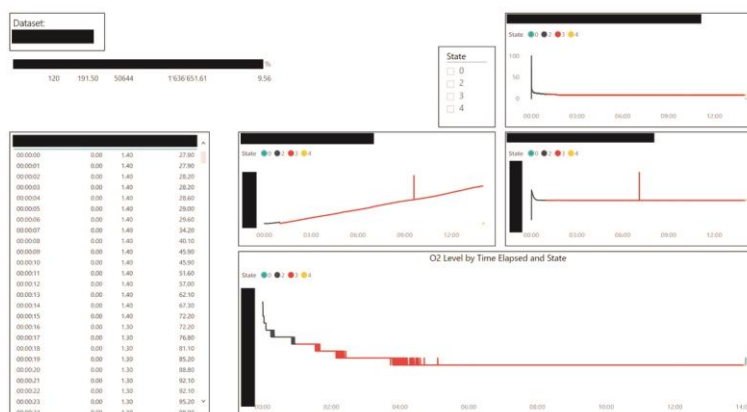 Dataset:
%
120 191.50 50644 1'636'651.61 9.56
State
0
2
3
4
State 0 2 3 4
100
50
0
00:00 03:00 06:00 09:00 12:00
00:00:00 0.00 1.40 27.90
00:00:01 0.00 1.40 27.90
00:00:02 0.00 1.40 28.20
00:00:03 0.00 1.40 28.20
00:00:04 0.00 1.40 28.60
00:00:05 0.00 1.40 29.00
00:00:06 0.00 1.40 29.60
00:00:07 0.00 1.40 34.20
00:00:08 0.00 1.40 40.10
00:00:09 0.00 1.40 45.90
00:00:10 0.00 1.40 45.90
00:00:11 0.00 1.40 51.60
00:00:12 0.00 1.40 57.00
00:00:13 0.00 1.40 62.10
00:00:14 0.00 1.40 67.30
00:00:15 0.00 1.40 72.20
00:00:16 0.00 1.30 72.20
00:00:17 0.00 1.30 76.80
00:00:18 0.00 1.30 81.10
00:00:19 0.00 1.30 85.20
00:00:20 0.00 1.30 88.80
00:00:21 0.00 1.30 92.10
00:00:22 0.00 1.30 92.10
00:00:23 0.00 1.30 95.20
State 0 2 3 4
00:00 03:00 06:00 09:00 12:00
State 0 2 3 4
00:00 03:00 06:00 09:00 12:00
O2 Level by Time Elapsed and State
State 0 2 3 4
00:00 02:00 04:00 06:00 08:00 10:00 12:00